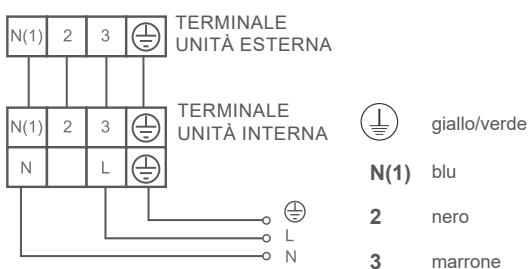 N(1) 2 3 TERMINALE
UNITÀ ESTERNA
N(1) 2 3 TERMINALE
UNITÀ INTERNA
N L
L
N
giallo/verde
N(1) blu
2 nero
3 marrone